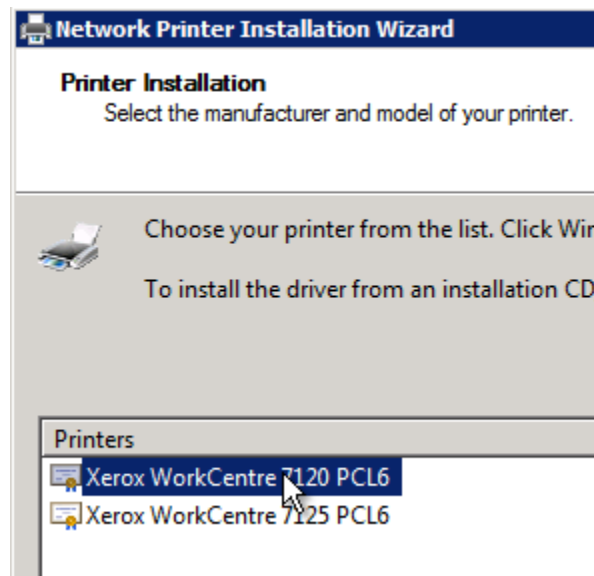 Network Printer Installation Wizard
Printer Installation
Select the manufacturer and model of your printer.
Choose your printer from the list. Click
To install the driver from an installation CD
Printers
Xerox WorkCentre 7120 PCL6
Xerox WorkCentre 7125 PCL6